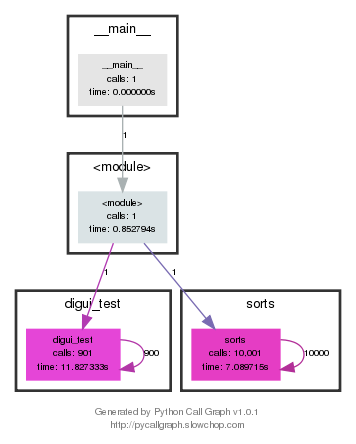 __main__
__main__
calls: 1
time: 0.000000s
1
<module>
<module>
calls: 1
time: 0.852794s
1
1
digui_test
digui_test
calls: 901
time: 11.827333s
900
sorts
sorts
calls: 10,001
time: 7.089715s
10000
Generated by Python Call Graph v1.0.1
http://pycallgraph.slowchop.com